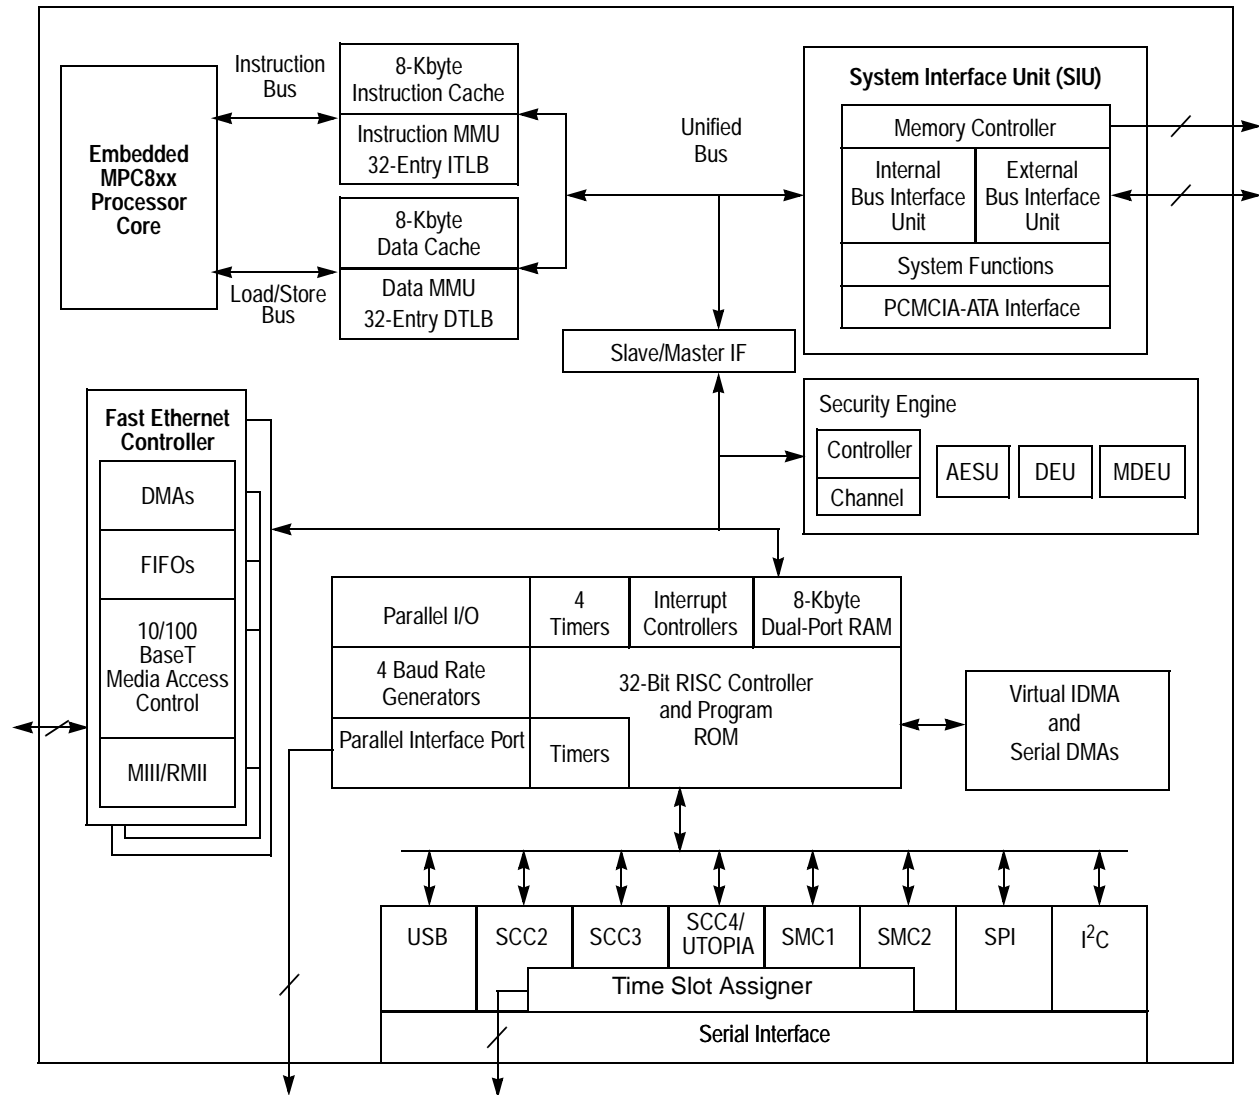 Embedded
MPC8xx
Processor
Core
Instruction
Bus
Load/Store
Bus
8-Kbyte
Instruction Cache
Instruction MMU
32-Entry ITLB
8-Kbyte
Data Cache
Data MMU
32-Entry DTLB
Unified
Bus
System Interface Unit (SIU)
Memory Controller
Internal
Bus Interface
Unit
External
Bus Interface
Unit
System Functions
PCMCIA-ATA Interface
Slave/Master IF
Security Engine
Controller
Channel
AESU
DEU
MDEU
Fast Ethernet
Controller
DMAs
FIFOs
10/100
BaseT
Media Access
Control
MIII/RMII
Parallel I/O
4
Timers
Interrupt
Controllers
8-Kbyte
Dual-Port RAM
4 Baud Rate
Generators
32-Bit RISC Controller
and Program
ROM
Parallel Interface Port
Timers
Virtual IDMA
and
Serial DMAs
USB
SCC2
SCC3
SCC4/
UTOPIA
SMC1
SMC2
SPI
I²C
Time Slot Assigner
Serial Interface